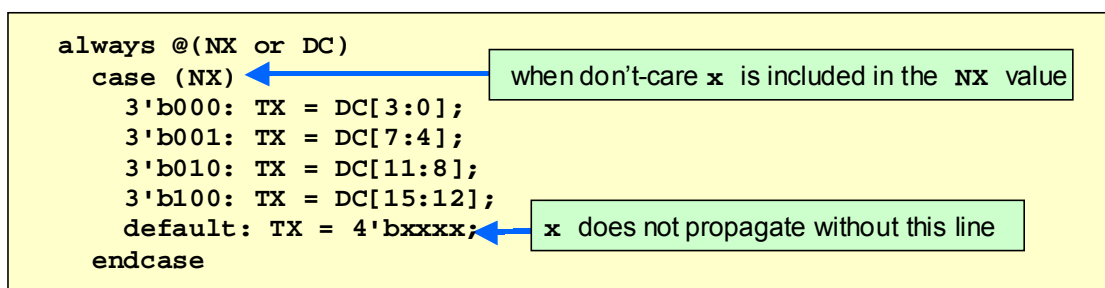 always @(NX or DC)
case (NX)
when don't-care x is included in the NX value
3'b000: TX = DC[3:0];
3'b001: TX = DC[7:4];
3'b010: TX = DC[11:8];
3'b100: TX = DC[15:12];
default: TX = 4'bxxxx;
x does not propagate without this line
endcase